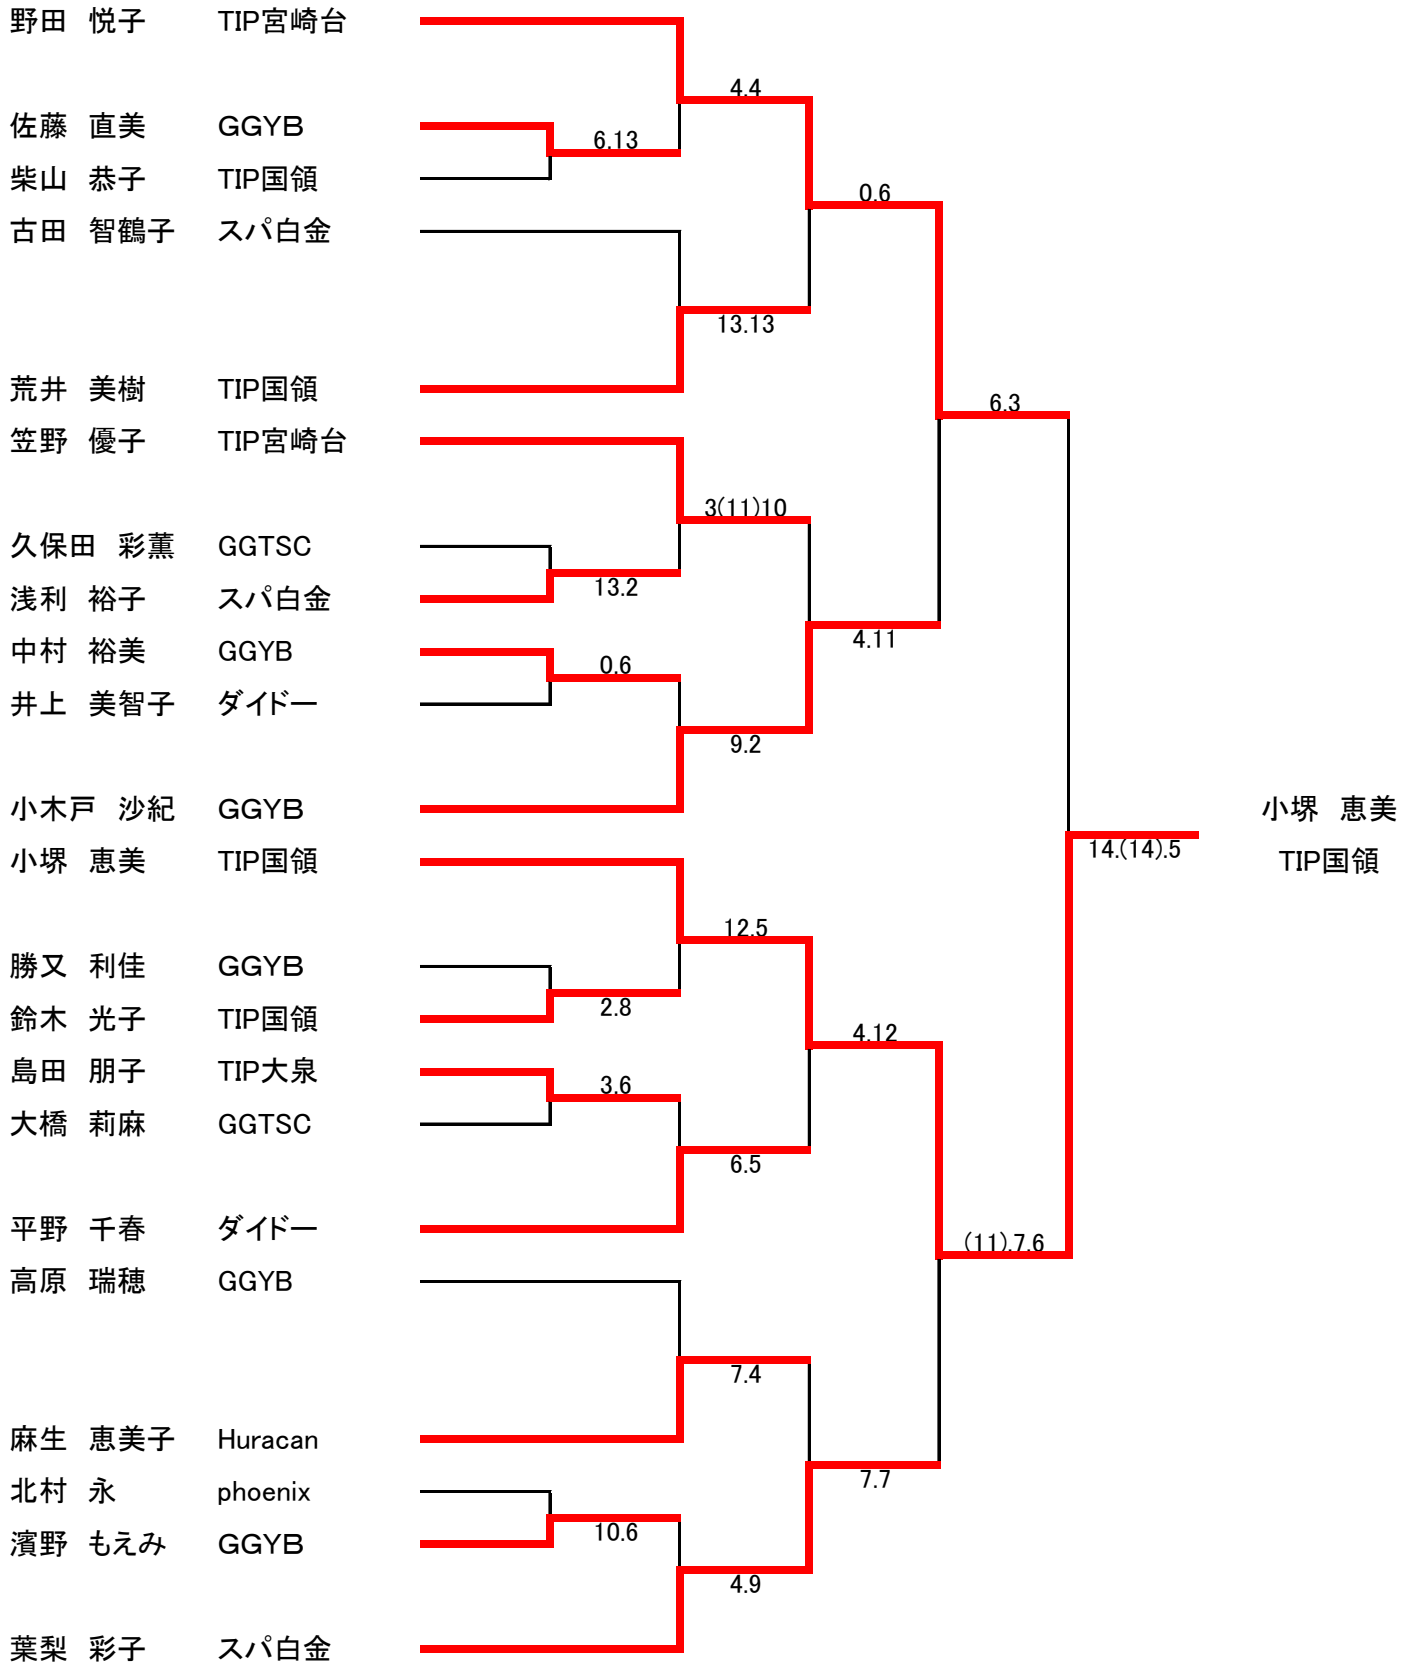 野田　悦子　TIP宮崎台
4.4
佐藤　直美　GGYB
6.13
柴山　恭子　TIP国領
0.6
古田　智鶴子　スパ白金
13.13
荒井　美樹　TIP国領
6.3
笠野　優子　TIP宮崎台
3(11)10
久保田　彩薫　GGTSC
13.2
浅利　裕子　スパ白金
4.11
中村　裕美　GGYB
0.6
井上　美智子　ダイドー
9.2
小木戸　沙紀　GGYB
小堺　恵美
14.(14).5
小堺　恵美　TIP国領
TIP国領
12.5
勝又　利佳　GGYB
2.8
鈴木　光子　TIP国領
4.12
島田　朋子　TIP大泉
3.6
大橋　莉麻　GGTSC
6.5
平野　千春　ダイドー
(11).7.6
高原　瑞穂　GGYB
7.4
麻生　恵美子　Huracan
7.7
北村　永　phoenix
10.6
濱野　もえみ　GGYB
4.9
葉梨　彩子　スパ白金